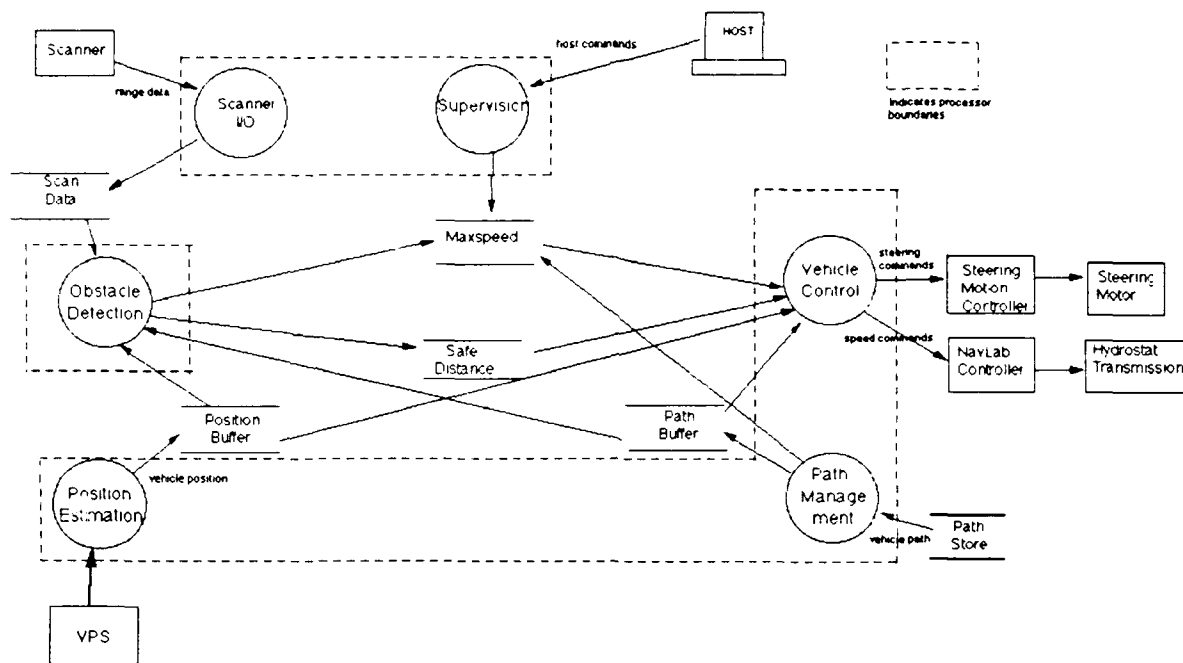 Scanner
range data
Scanner
I/O
host commands
HOST
Supervision
Indicates processor
boundaries
Scan
Data
Maxspeed
Obstacle
Detection
Vehicle
Control
steering
commands
Steering
Motion
Controller
Steering
Motor
speed commands
NavLab
Controller
Hydrostat
Transmission
Safe
Distance
Position
Buffer
Path
Buffer
vehicle position
Position
Estimation
Path
Manage
ment
vehicle path
Path
Store
VPS